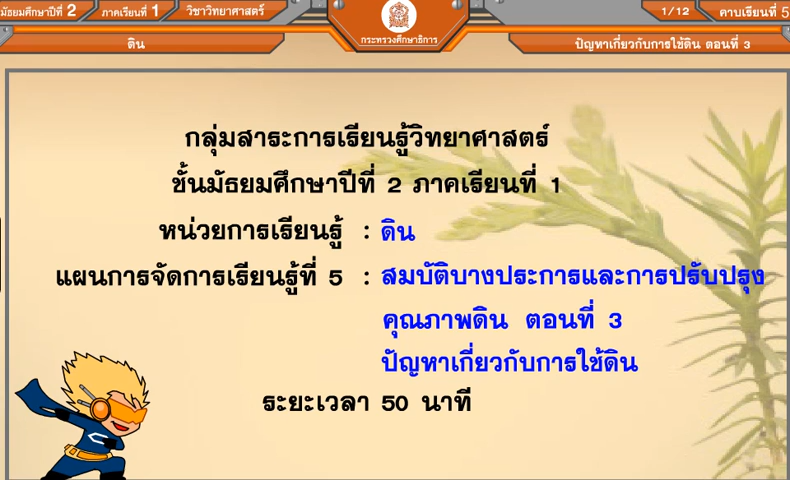 มัธยมศึกษาปีที่ 2 ภาคเรียนที่ 1 วิชาวิทยาศาสตร์ กระทรวงศึกษาธิการ 1/12 คาบเรียนที่ 5
ดิน ปัญหาเกี่ยวกับการใช้ดิน ตอนที่ 3
กลุ่มสาระการเรียนรู้วิทยาศาสตร์
ชั้นมัธยมศึกษาปีที่ 2 ภาคเรียนที่ 1
หน่วยการเรียนรู้ : ดิน
แผนการจัดการเรียนรู้ที่ 5 : สมบัติบางประการและการปรับปรุง
คุณภาพดิน ตอนที่ 3
ปัญหาเกี่ยวกับการใช้ดิน
ระยะเวลา 50 นาที